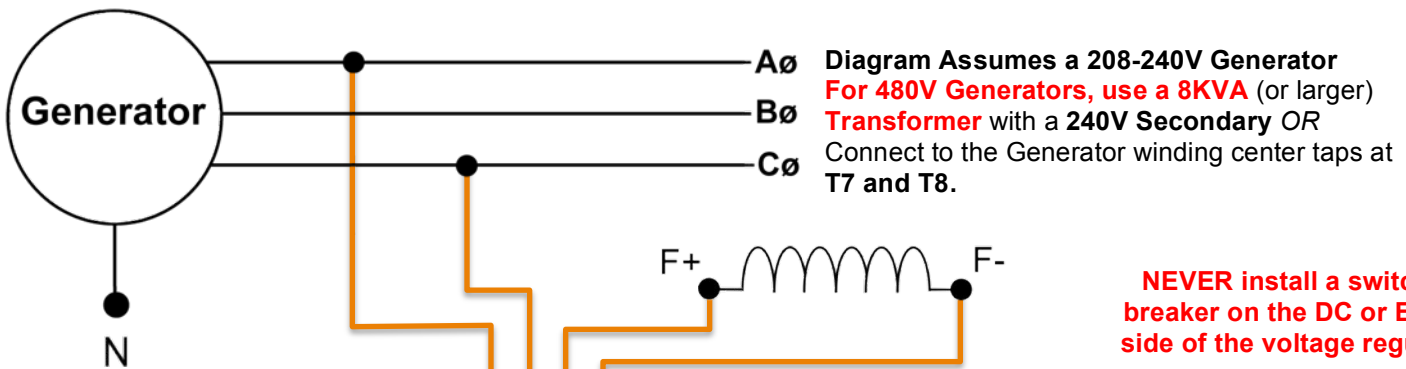 Generator
N
Aø
Bø
Cø
Diagram Assumes a 208-240V Generator
For 480V Generators, use a 8KVA (or larger)
Transformer with a 240V Secondary OR
Connect to the Generator winding center taps at
T7 and T8.
F+
F-
NEVER install a
breaker on the DC or
side of the voltage